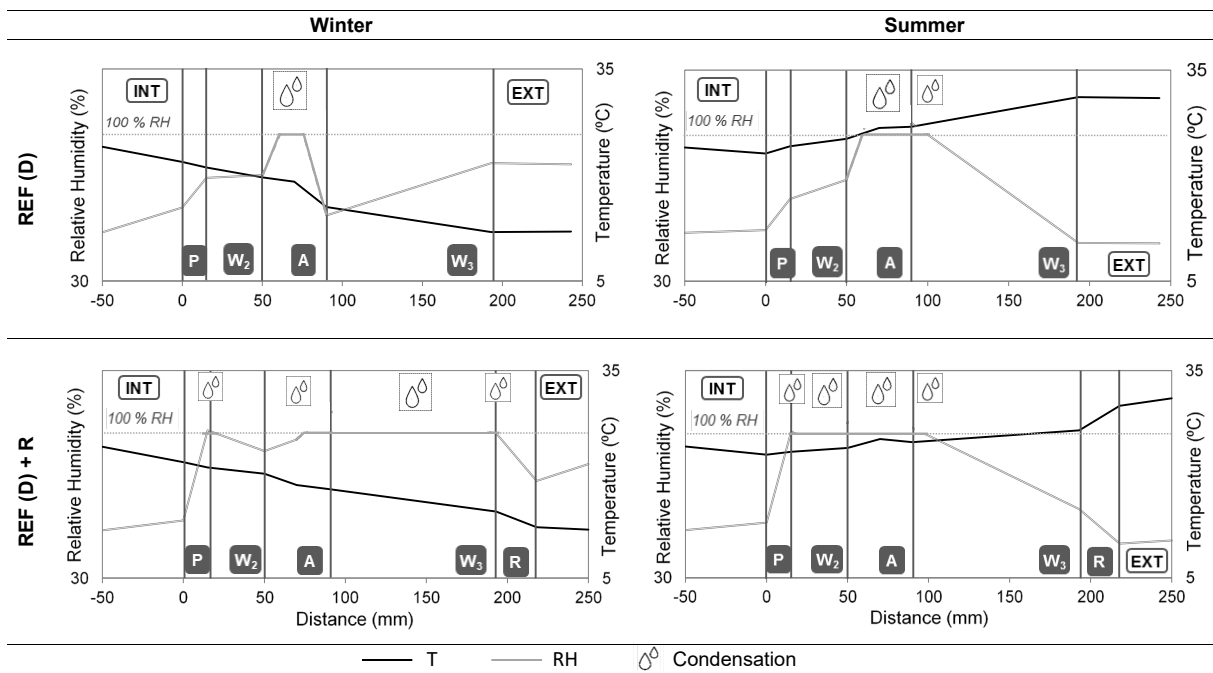 Winter Summer
REF (D)
Relative Humidity (%)
30
INT
100 % RH
EXT
P W₂ A W₃
-50 0 50 100 150 200 250
35
Temperature (ºC)
5
Relative Humidity (%)
30
INT
100 % RH
P W₂ A W₃
EXT
-50 0 50 100 150 200 250
35
Temperature (ºC)
5
REF (D) + R
Relative Humidity (%)
30
INT
100 % RH
EXT
P W₂ A W₃ R
-50 0 50 100 150 200 250
Distance (mm)
35
Temperature (ºC)
5
Relative Humidity (%)
30
INT
100 % RH
P W₂ A W₃ R
EXT
-50 0 50 100 150 200 250
Distance (mm)
35
Temperature (ºC)
5
T RH Condensation